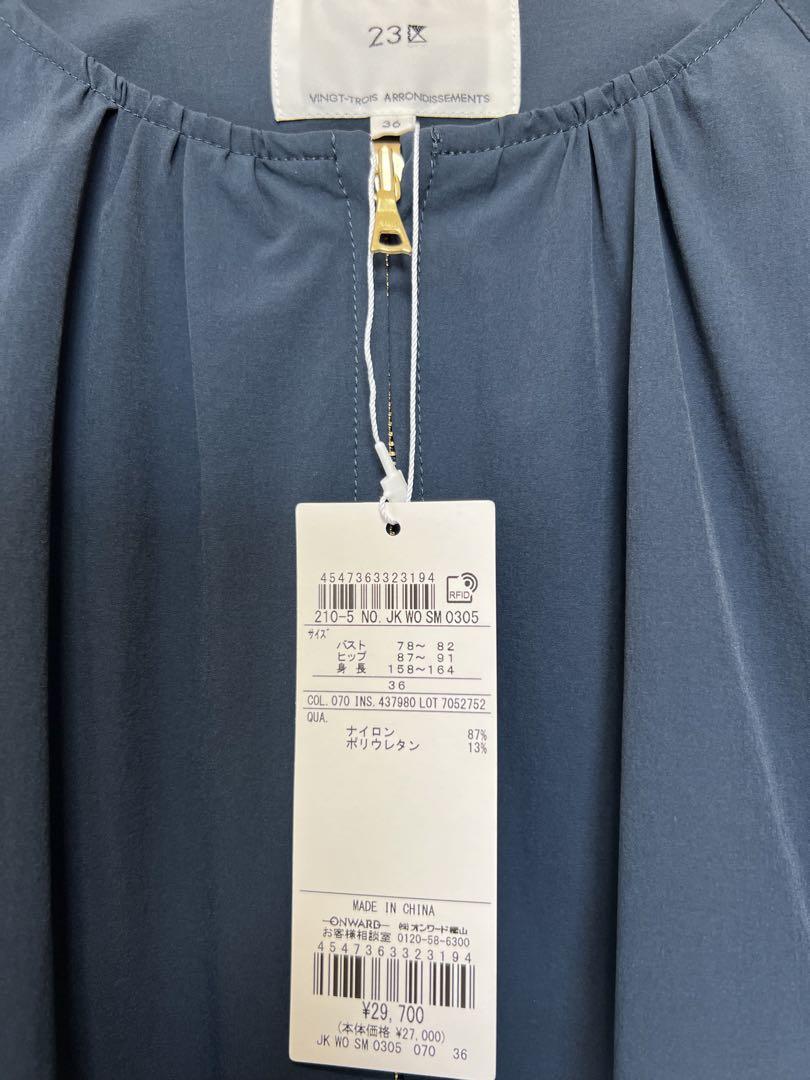 23区
VINGT-TROIS ARRONDISSEMENTS
36
4547363323194
RFID
210-5 NO. JK WO SM 0305
サイズ
バスト 78～ 82
ヒップ 87～ 91
身長 158～164
36
COL. 070 INS. 437980 LOT 7052752
QUA.
ナイロン 87%
ポリウレタン 13%
MADE IN CHINA
ONWARD ㈱オンワード樫山
お客様相談室 0120-58-6300
4547363323194
¥29,700
(本体価格 ¥27,000)
JK WO SM 0305 070 36